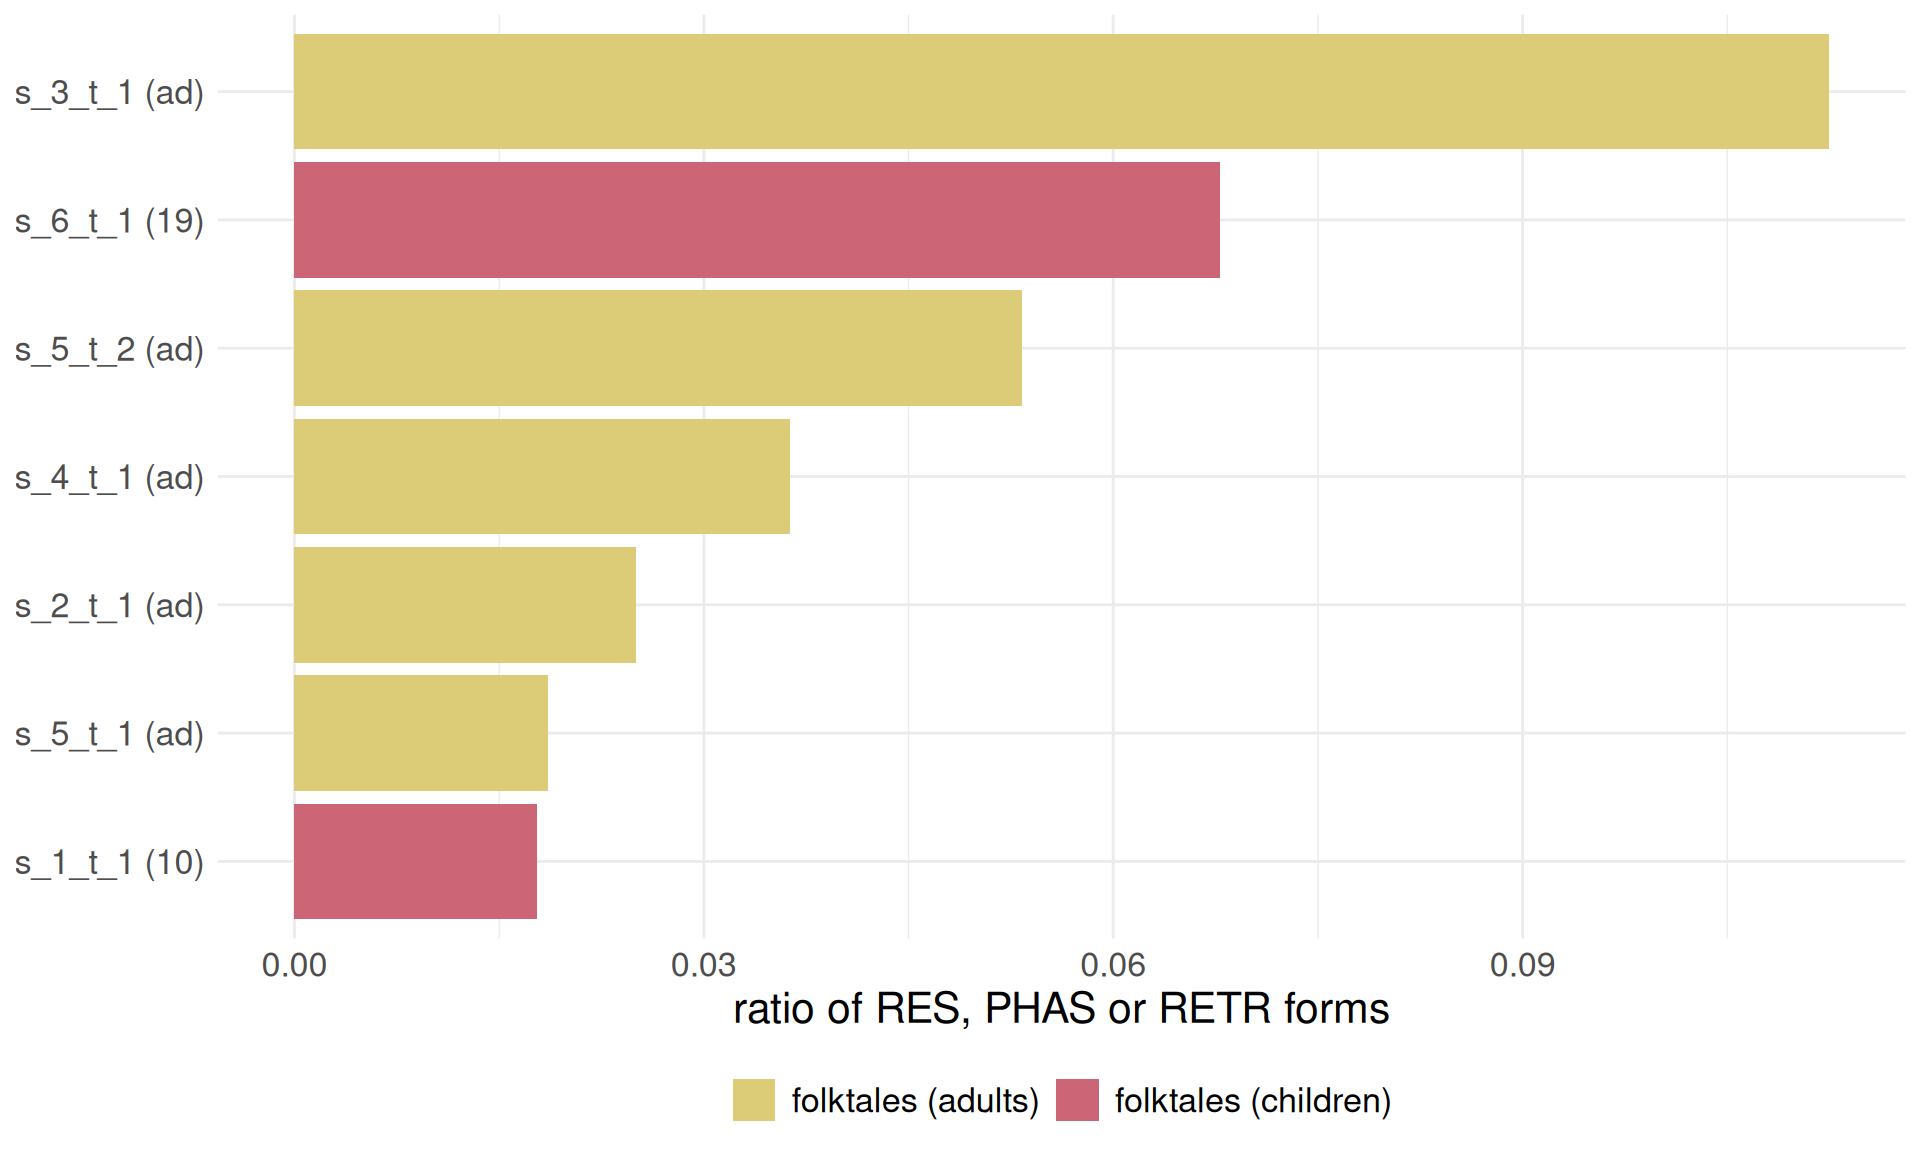 s_3_t_1 (ad)
s_6_t_1 (19)
s_5_t_2 (ad)
s_4_t_1 (ad)
s_2_t_1 (ad)
s_5_t_1 (ad)
s_1_t_1 (10)
0.00 0.03 0.06 0.09
ratio of RES, PHAS or RETR forms
folktales (adults) folktales (children)